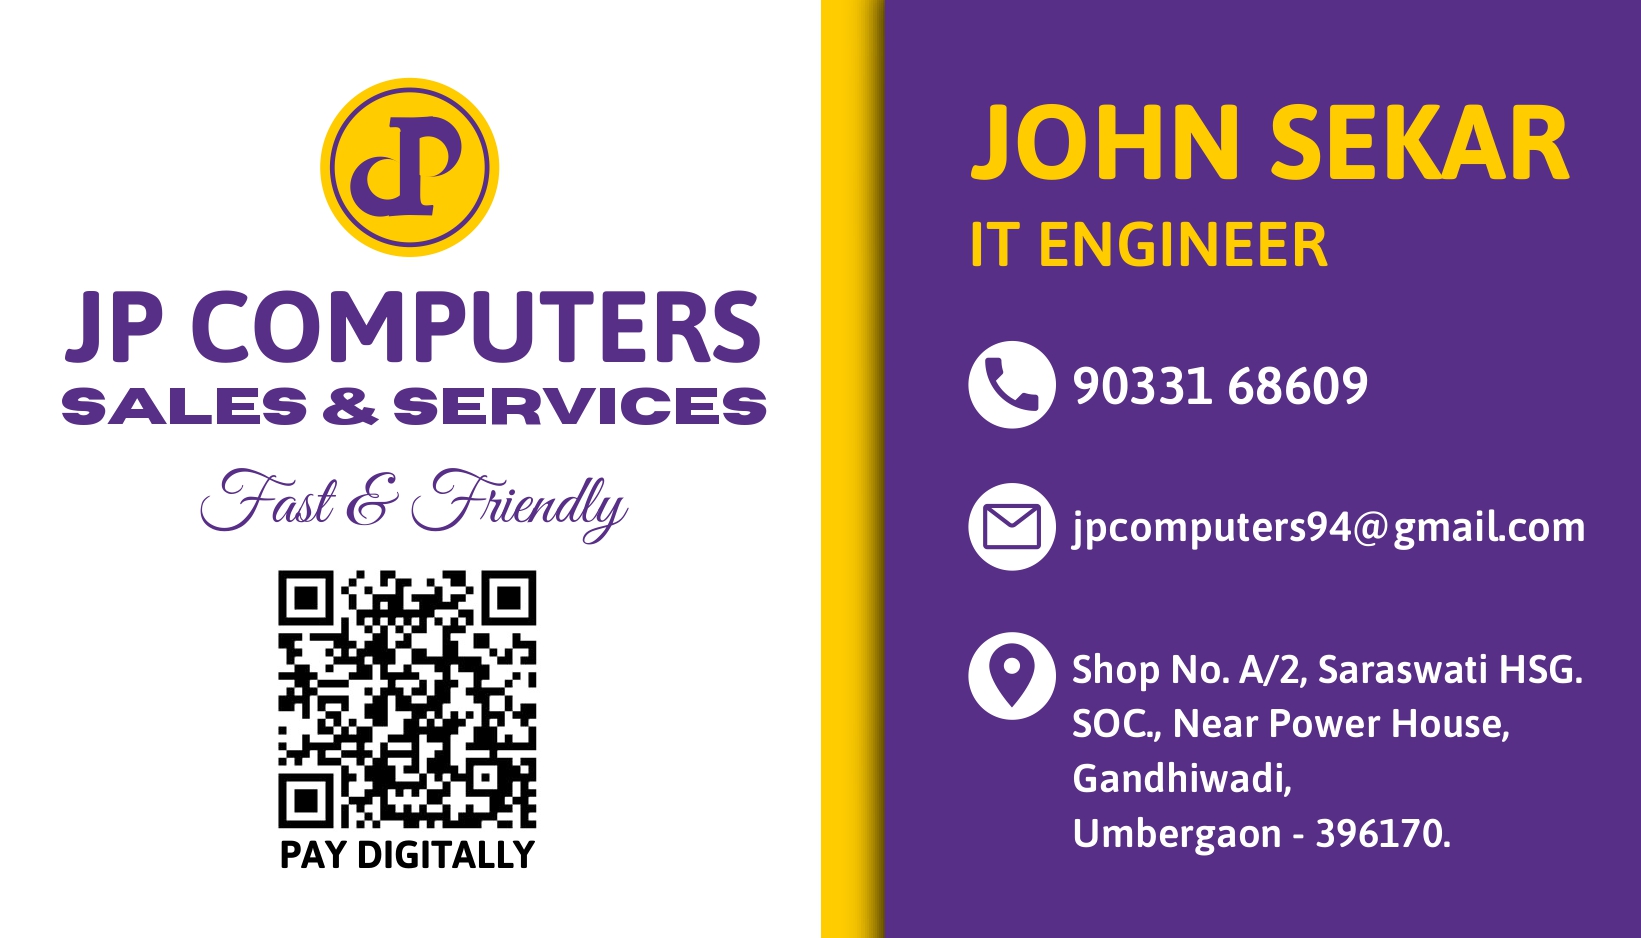 JP
JP COMPUTERS
SALES & SERVICES
Fast & Friendly
PAY DIGITALLY
JOHN SEKAR
IT ENGINEER
90331 68609
jpcomputers94@gmail.com
Shop No. A/2, Saraswati HSG.
SOC., Near Power House,
Gandhiwadi,
Umbergaon - 396170.